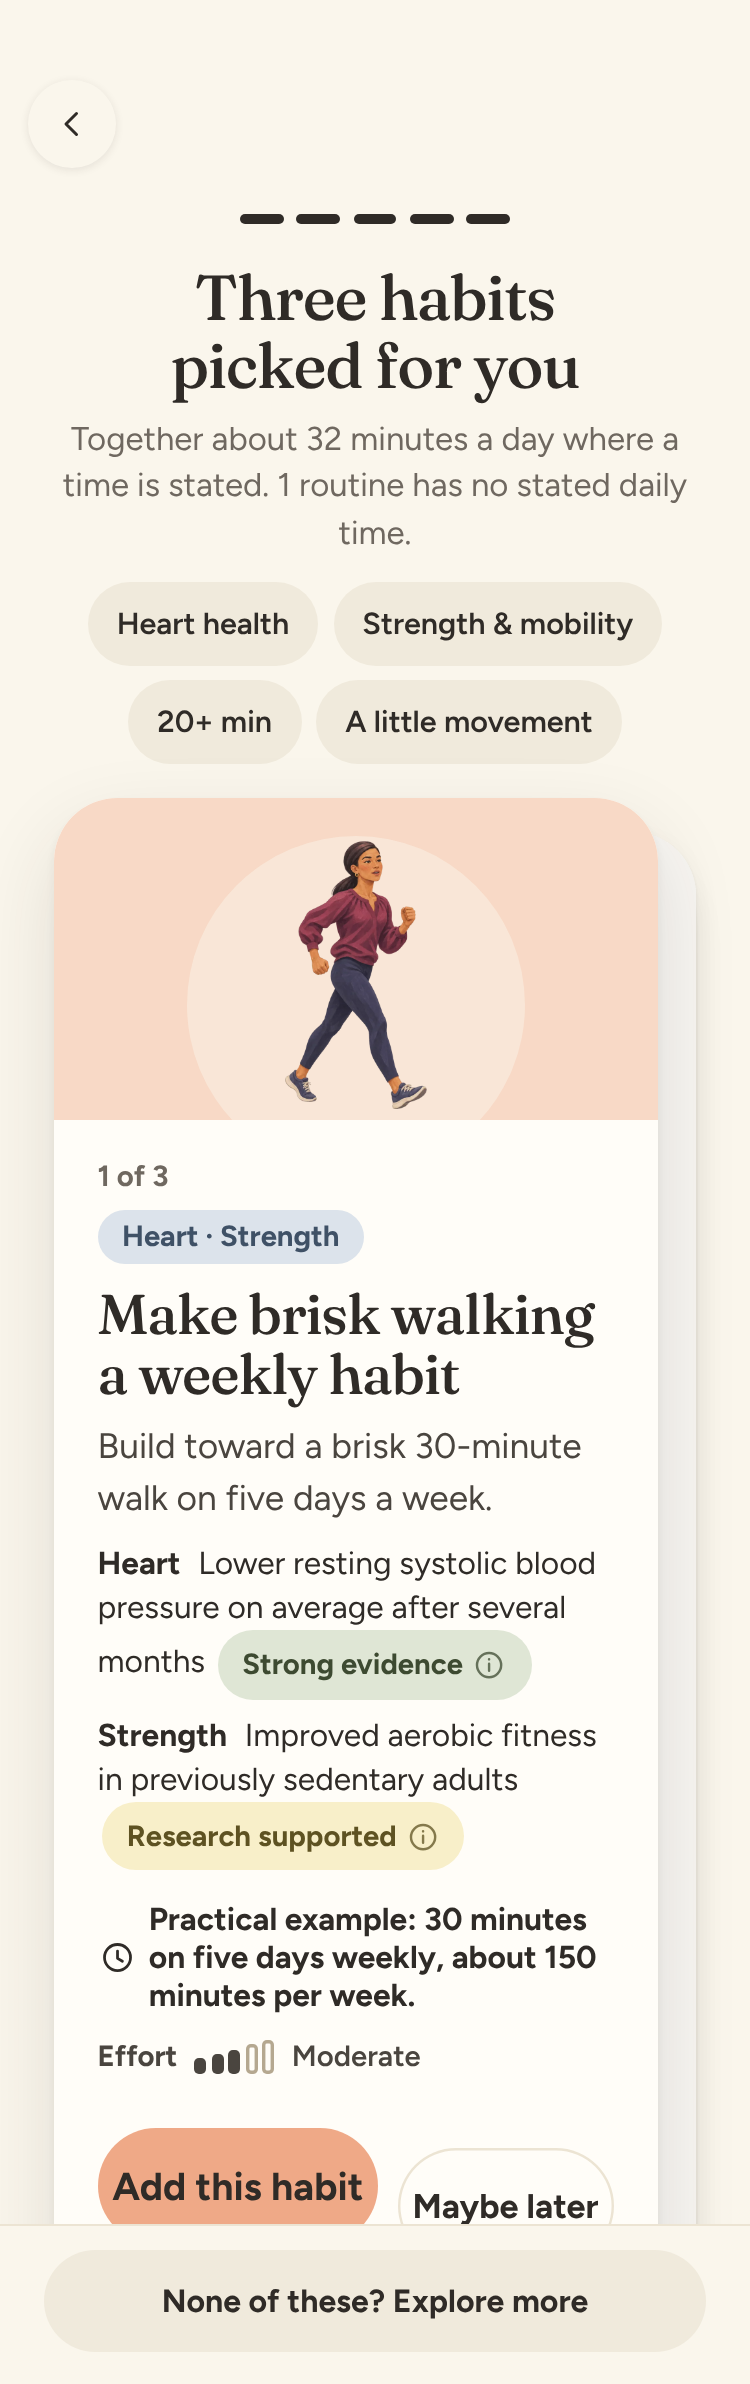 Three habits
picked for you
Together about 32 minutes a day where a
time is stated. 1 routine has no stated daily
time.
Heart health
Strength & mobility
20+ min
A little movement
1 of 3
Heart · Strength
Make brisk walking
a weekly habit
Build toward a brisk 30-minute
walk on five days a week.
Heart Lower resting systolic blood
pressure on average after several
months Strong evidence
Strength Improved aerobic fitness
in previously sedentary adults
Research supported
Practical example: 30 minutes
on five days weekly, about 150
minutes per week.
Effort Moderate
Add this habit
Maybe later
None of these? Explore more